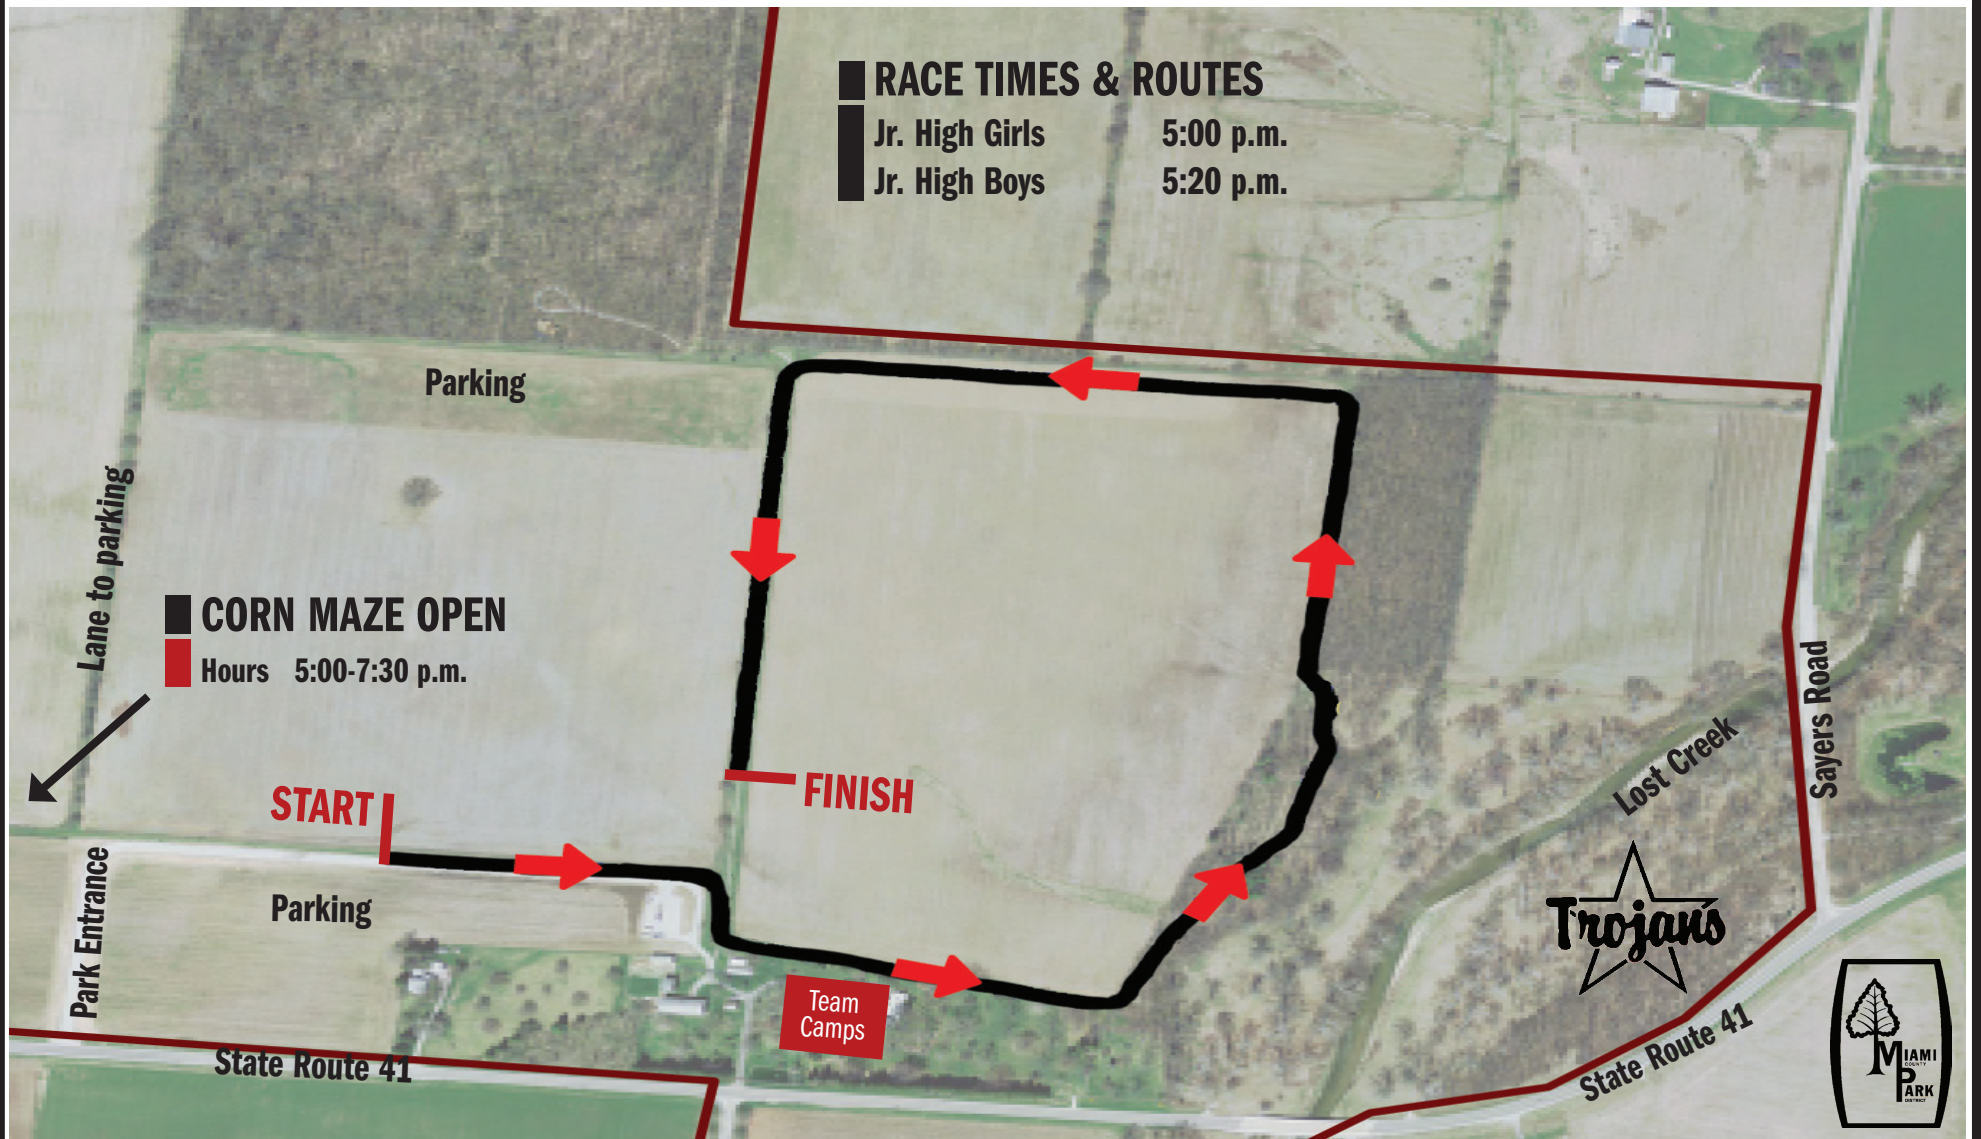 RACE TIMES & ROUTES
Jr. High Girls 5:00 p.m.
Jr. High Boys 5:20 p.m.
Parking
Lane to parking
CORN MAZE OPEN
Hours 5:00-7:30 p.m.
START
FINISH
Parking
Park Entrance
Team
Camps
State Route 41
Sayers Road
Lost Creek
Trojans
State Route 41
MIAMI
COUNTY
PARK
DISTRICT